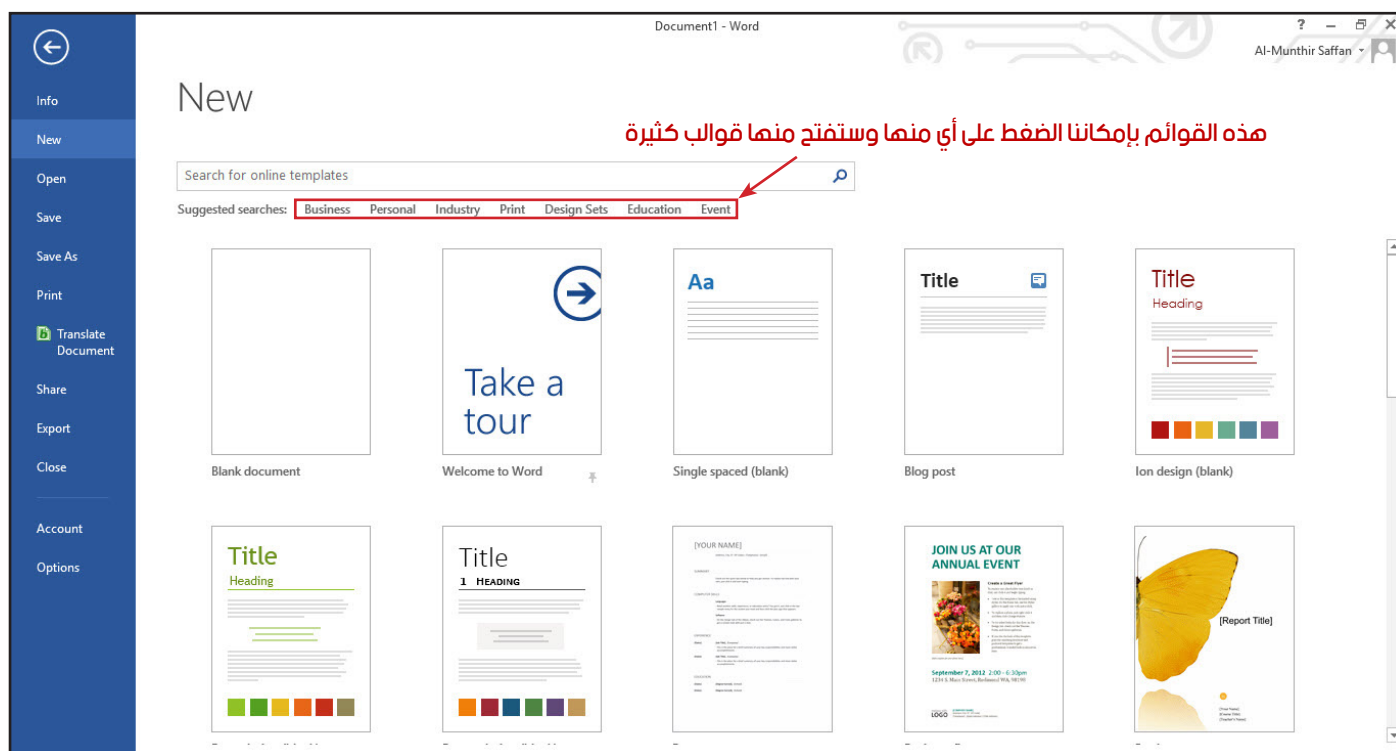 Document1 - Word
? 
Al-Munthir Saffan
Info
New
Open
Save
Save As
Print
Translate
Document
Share
Export
Close
Account
Options
New
هذه القوائم بإمكاننا الضغط على أي منها وستفتح منها قوالب كثيرة
Search for online templates
Suggested searches: Business Personal Industry Print Design Sets Education Event
Take a
tour
Aa
Title
Title
Heading
Blank document
Welcome to Word
Single spaced (blank)
Blog post
Ion design (blank)
Title
Heading
Title
1 HEADING
[YOUR NAME]
JOIN US AT OUR
ANNUAL EVENT
September 7, 2012 2:00 - 6:30pm
LOGO
[Report Title]